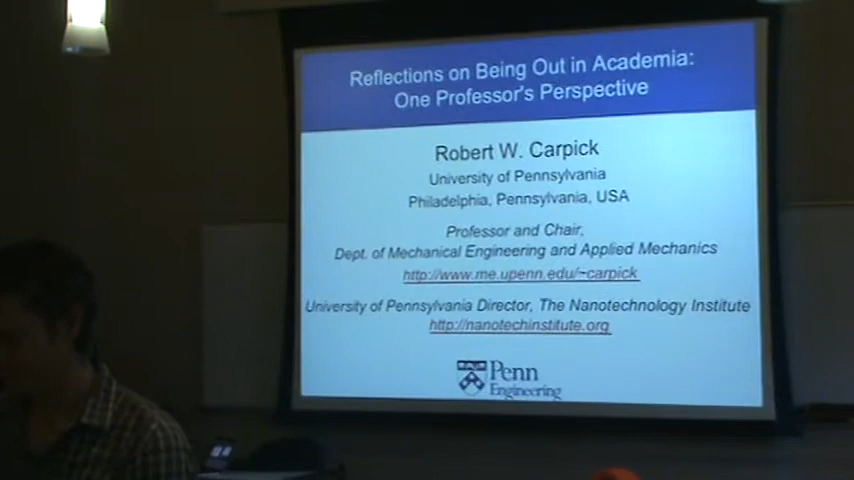 Reflections on Being Out in Academia:
One Professor's Perspective
Robert W. Carpick
University of Pennsylvania
Philadelphia, Pennsylvania, USA
Professor and Chair,
Dept. of Mechanical Engineering and Applied Mechanics
http://www.me.upenn.edu/~carpick
University of Pennsylvania Director, The Nanotechnology Institute
http://nanotechinstitute.org
Penn
Engineering